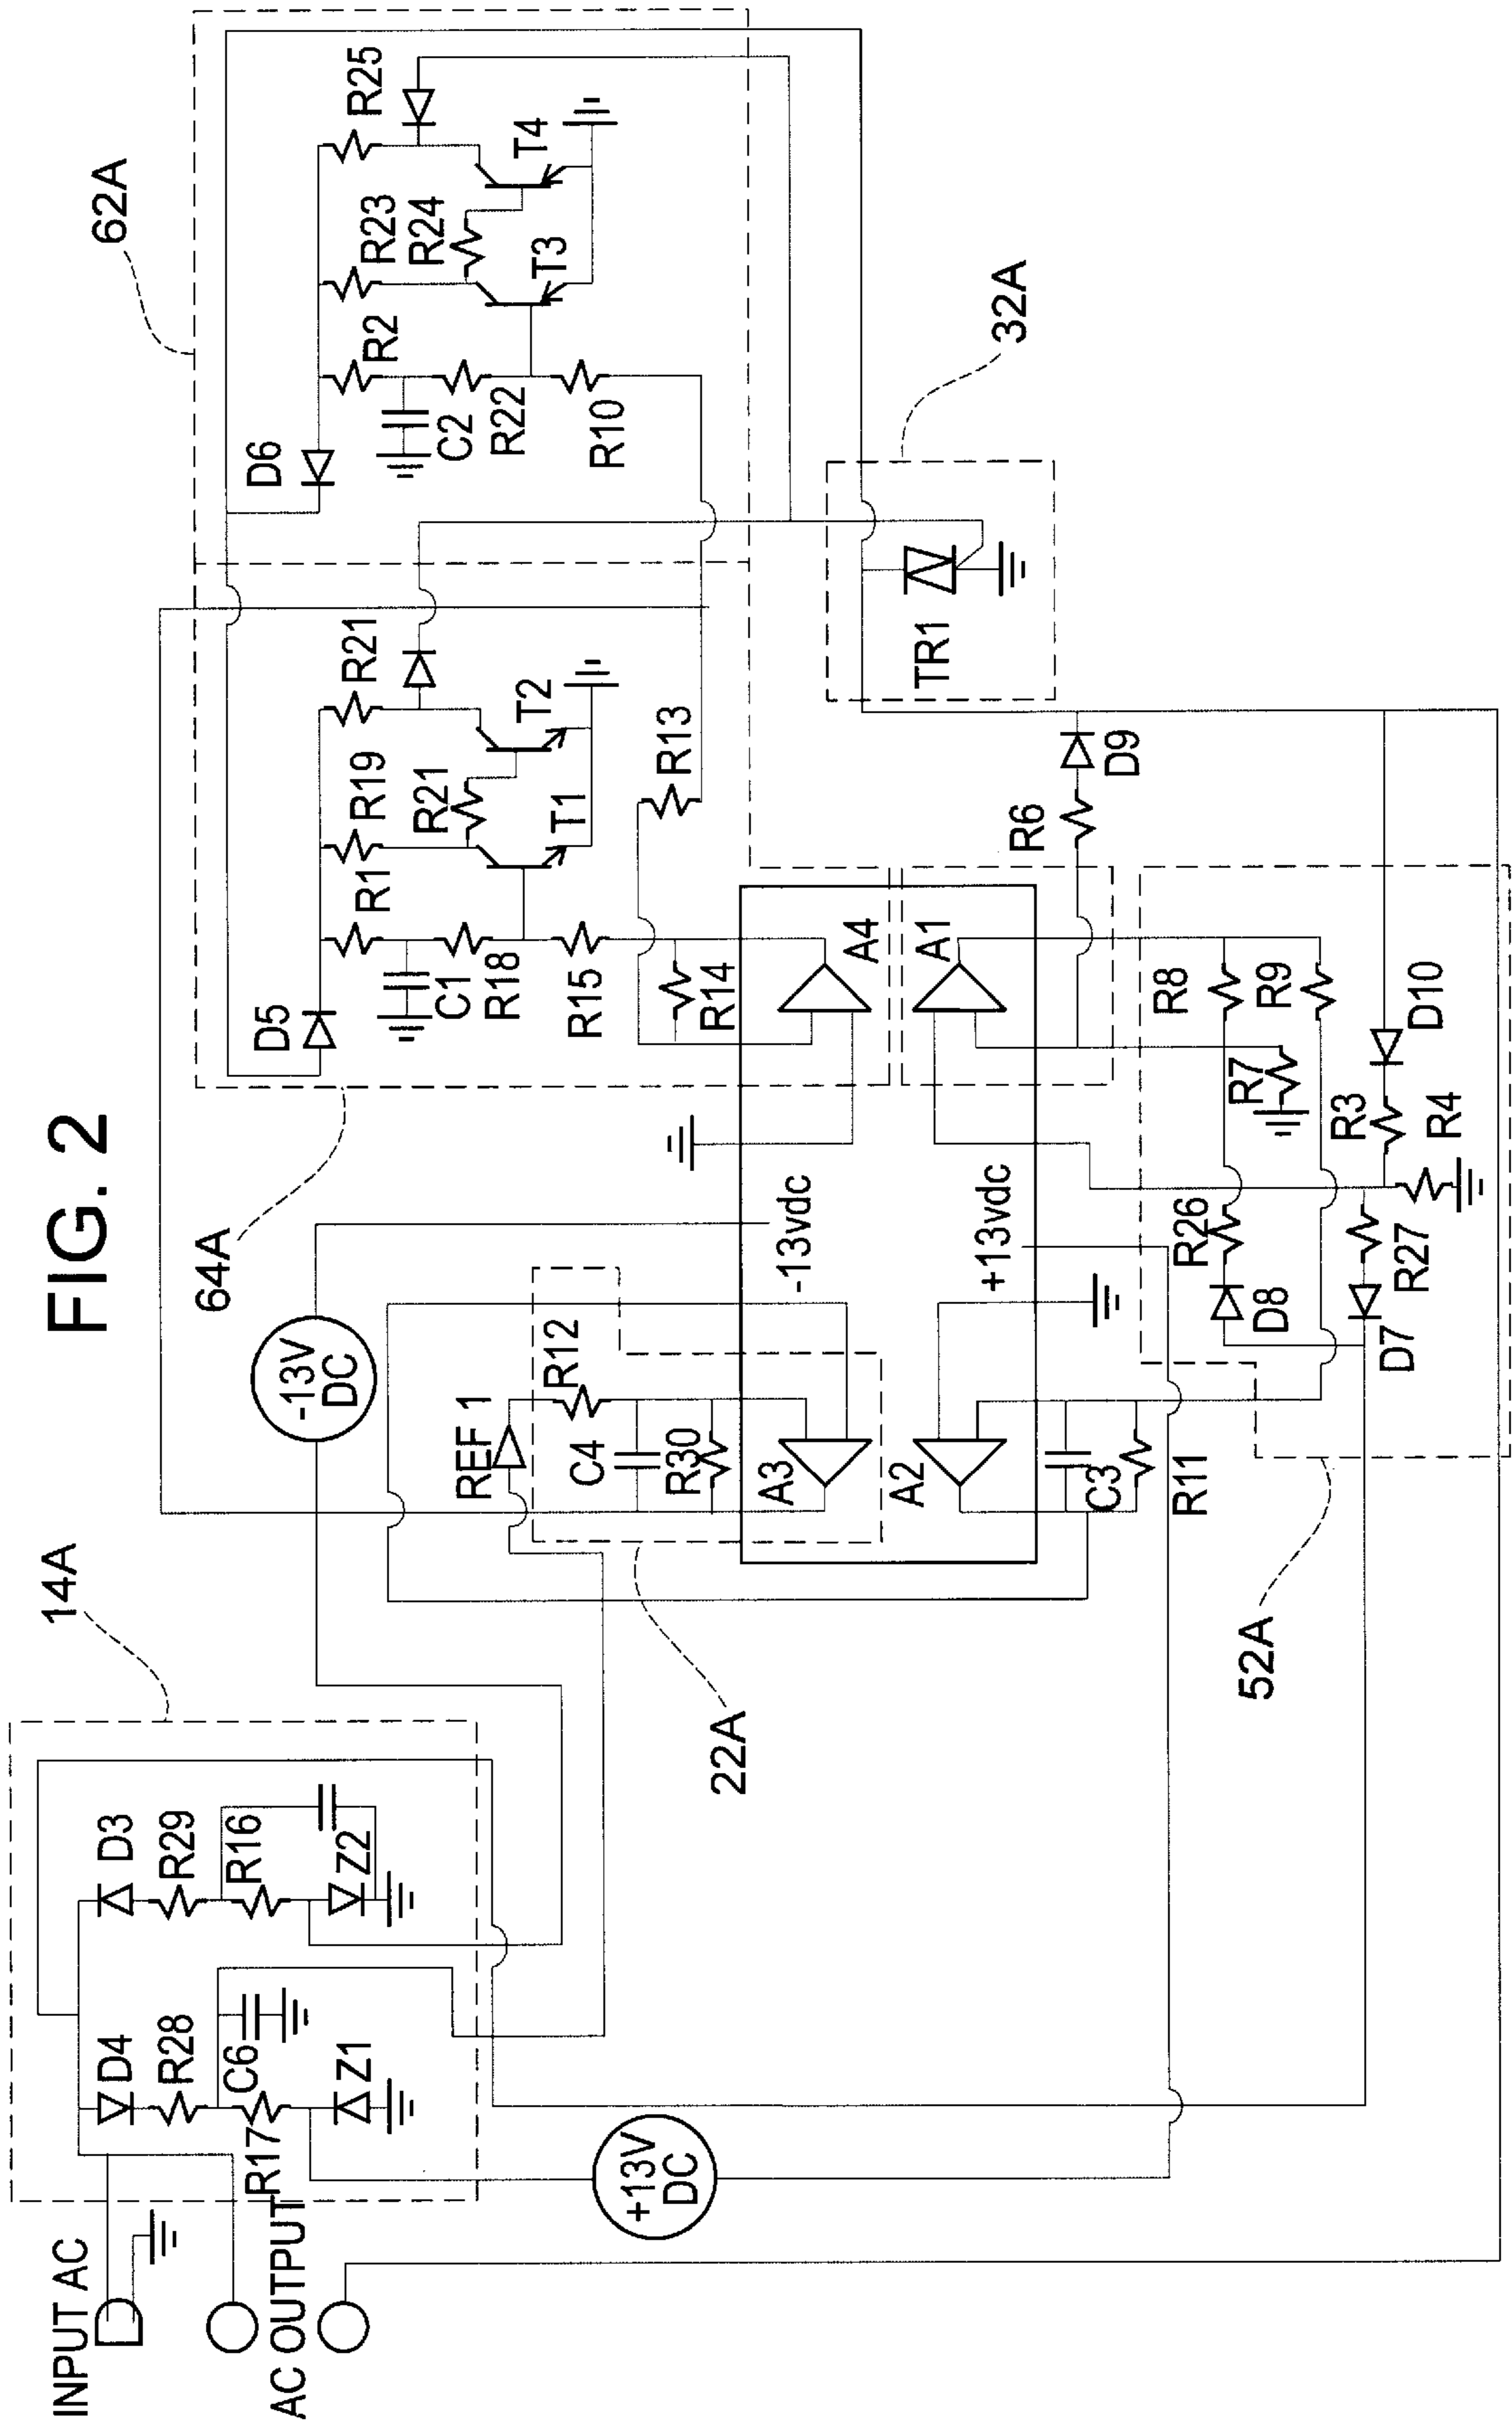 FIG. 2
INPUT AC
AC OUTPUT
14A
D4
R28
C6
R17
Z1
D3
R29
R16
Z2
+13V
DC
-13V
DC
64A
D5
R1
R19
R21
C1
R18
R21
T1
T2
R15
R14
R13
62A
D6
R2
R23
R25
C2
R22
R24
T3
T4
R10
32A
TR1
22A
REF 1
R12
C4
R30
A3
-13vdc
A4
A2
+13vdc
A1
C3
R11
R6
D9
52A
R8
R9
R26
D8
R7
D10
R3
R4
R27
D7